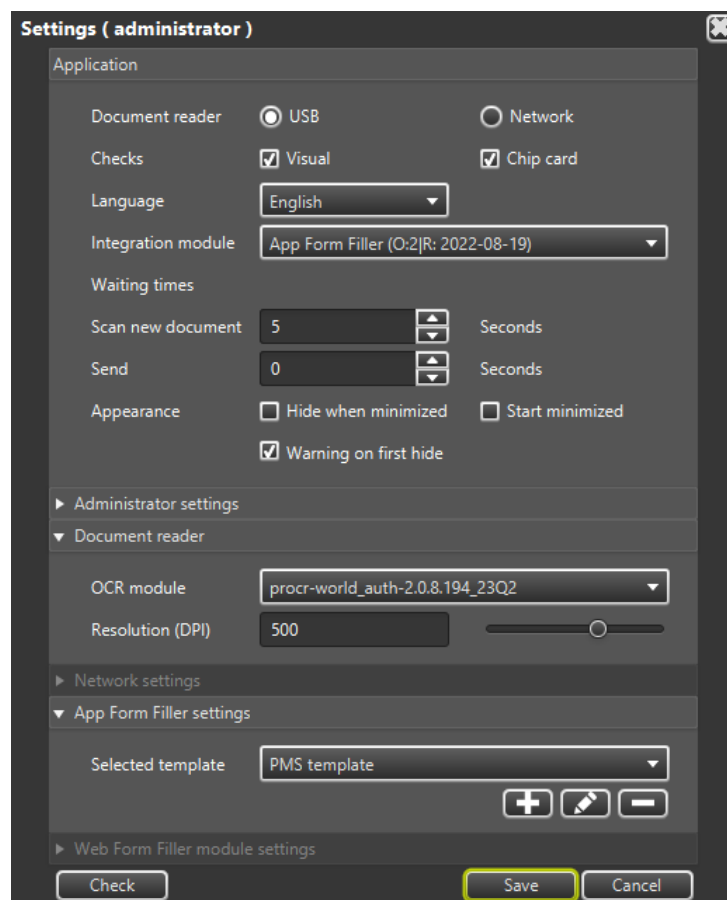 Settings ( administrator )
Application
Document reader USB Network
Checks Visual Chip card
Language English
Integration module App Form Filler (O:2|R: 2022-08-19)
Waiting times
Scan new document 5 Seconds
Send 0 Seconds
Appearance Hide when minimized Start minimized
Warning on first hide
Administrator settings
Document reader
OCR module procr-world_auth-2.0.8.194_23Q2
Resolution (DPI) 500
Network settings
App Form Filler settings
Selected template PMS template
Web Form Filler module settings
Check Save Cancel